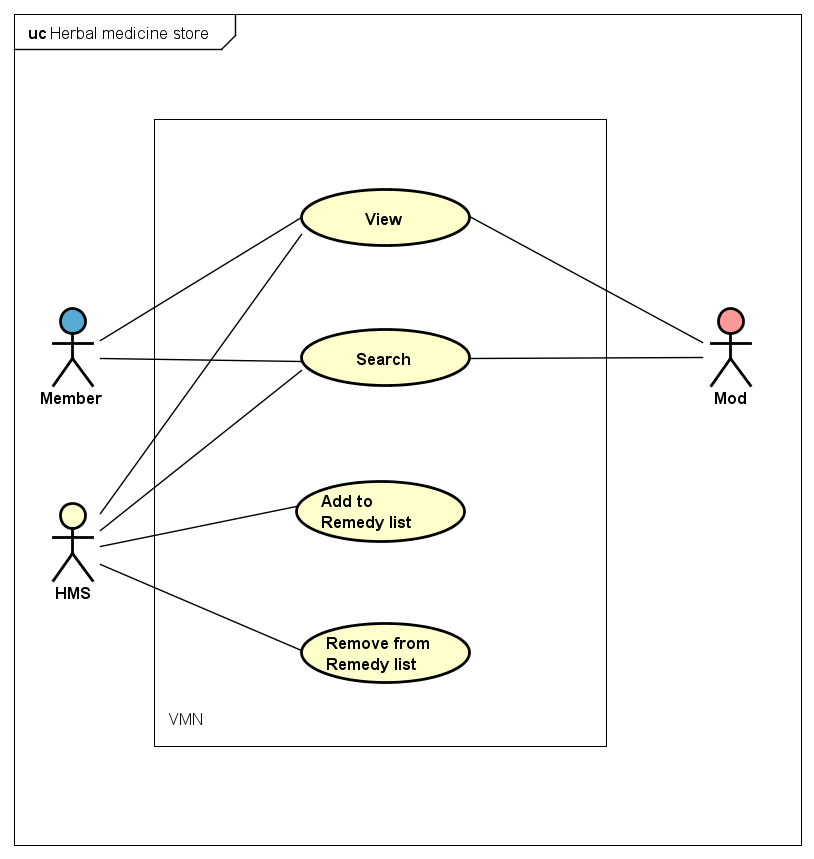 uc Herbal medicine store
View
Search
Member
Mod
Add to
Remedy list
HMS
Remove from
Remedy list
VMN